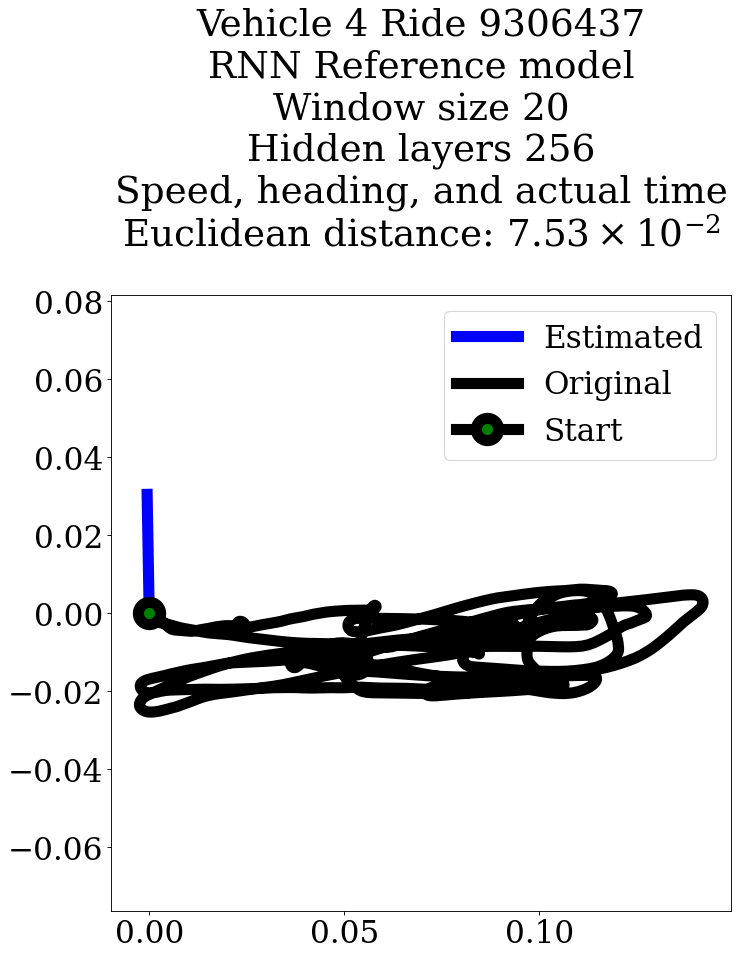 Vehicle 4 Ride 9306437
RNN Reference model
Window size 20
Hidden layers 256
Speed, heading, and actual time
Euclidean distance: 7.53 × 10⁻²
Estimated
Original
Start
0.08
0.06
0.04
0.02
0.00
−0.02
−0.04
−0.06
0.00 0.05 0.10